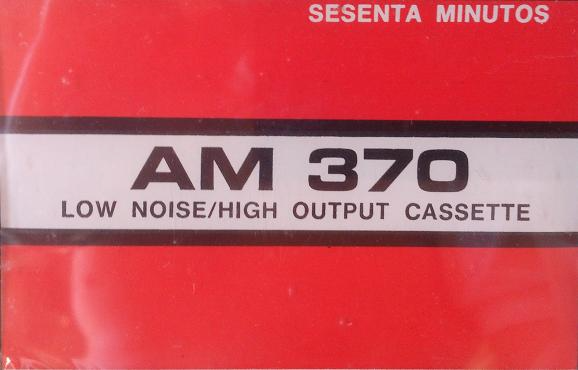 SESENTA MINUTOS
AM 370
LOW NOISE/HIGH OUTPUT CASSETTE